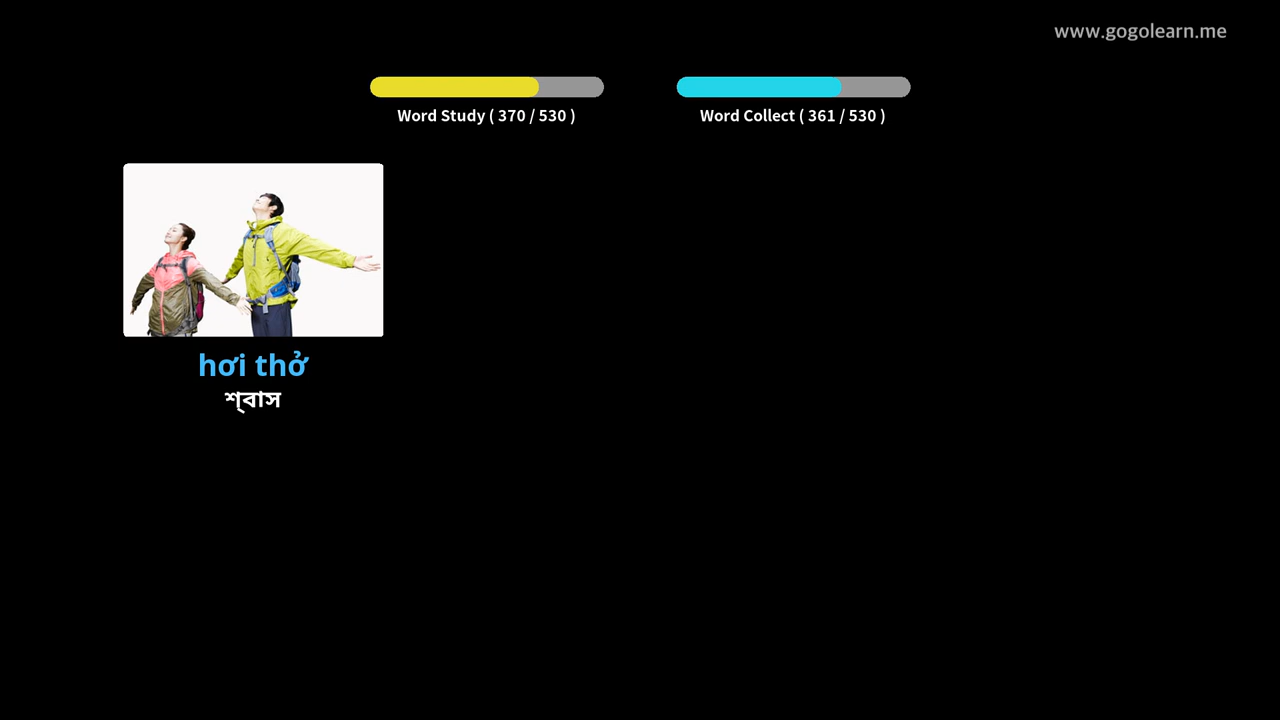 www.gogolearn.me
Word Study ( 370 / 530 )
Word Collect ( 361 / 530 )
hơi thở
শ্বাস